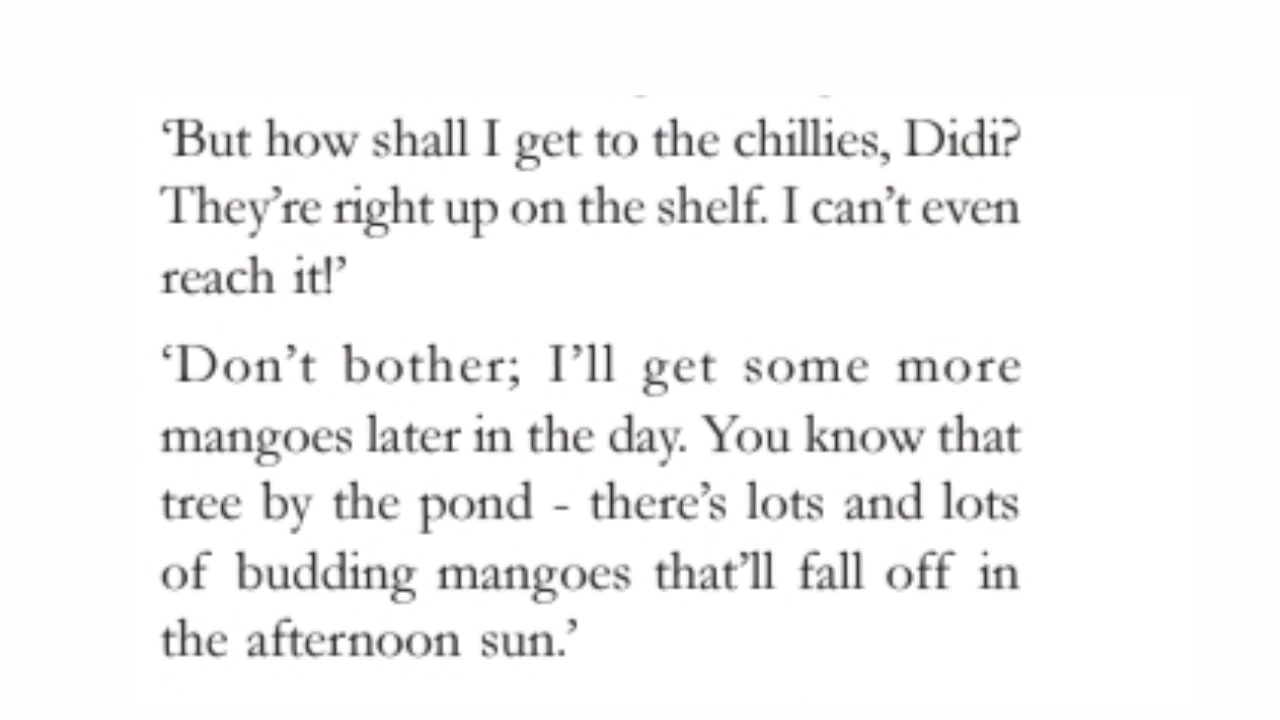 ‘But how shall I get to the chillies, Didi?
They’re right up on the shelf. I can’t even
reach it!’
‘Don’t bother; I’ll get some more
mangoes later in the day. You know that
tree by the pond - there’s lots and lots
of budding mangoes that’ll fall off in
the afternoon sun.’